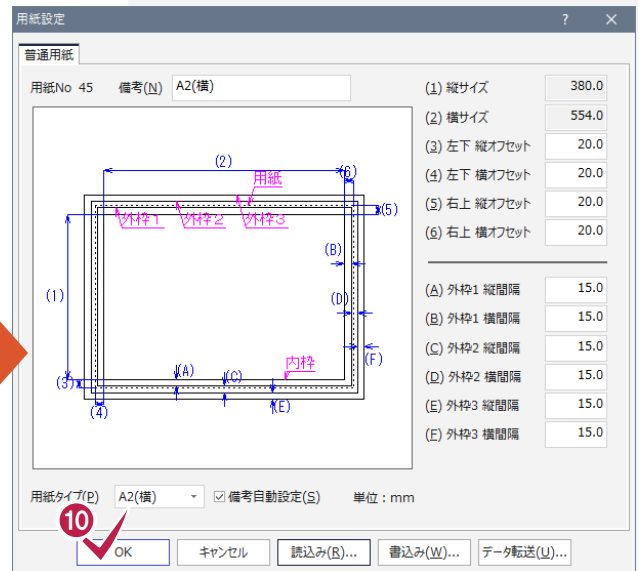 用紙設定 ? ×
普通用紙
用紙No 45 備考(N) A2(横)
(1) 縦サイズ 380.0
(2) 横サイズ 554.0
(3) 左下 縦オフセット 20.0
(4) 左下 横オフセット 20.0
(5) 右上 縦オフセット 20.0
(6) 右上 横オフセット 20.0
(2)
(6)
用紙
(5)
外枠1 外枠2 外枠3
(B)
(1)
(D)
内枠
(F)
(A)
(C)
(3)
(4)
(E)
(A) 外枠1 縦間隔 15.0
(B) 外枠1 横間隔 15.0
(C) 外枠2 縦間隔 15.0
(D) 外枠2 横間隔 15.0
(E) 外枠3 縦間隔 15.0
(F) 外枠3 横間隔 15.0
用紙タイプ(P) A2(横) 備考自動設定(S) 単位:mm
10
OK キャンセル 読込み(R)... 書込み(W)... データ転送(U)...